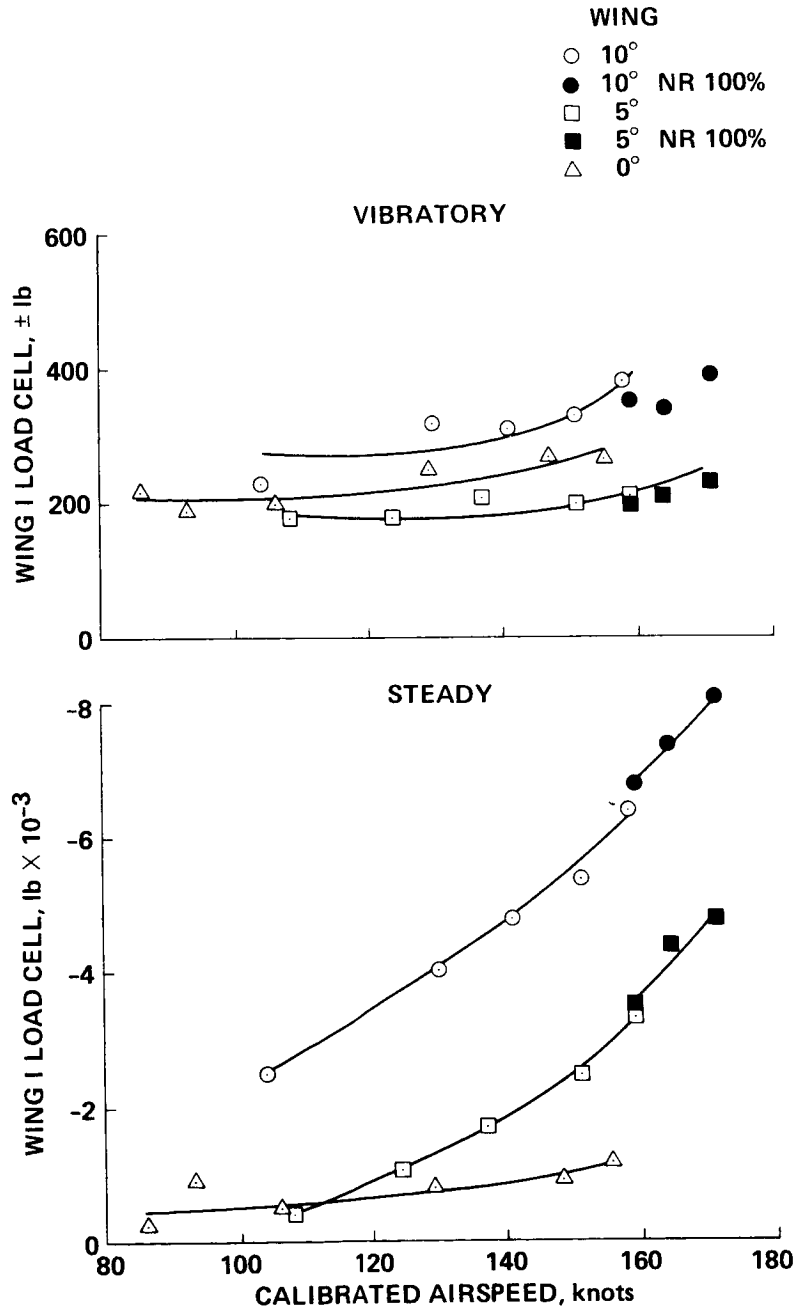 WING
10°
10° NR 100%
5°
5° NR 100%
0°
VIBRATORY
600
400
200
0
WING I LOAD CELL, ± lb
STEADY
-8
-6
-4
-2
0
WING I LOAD CELL, lb × 10⁻³
80 100 120 140 160 180
CALIBRATED AIRSPEED, knots